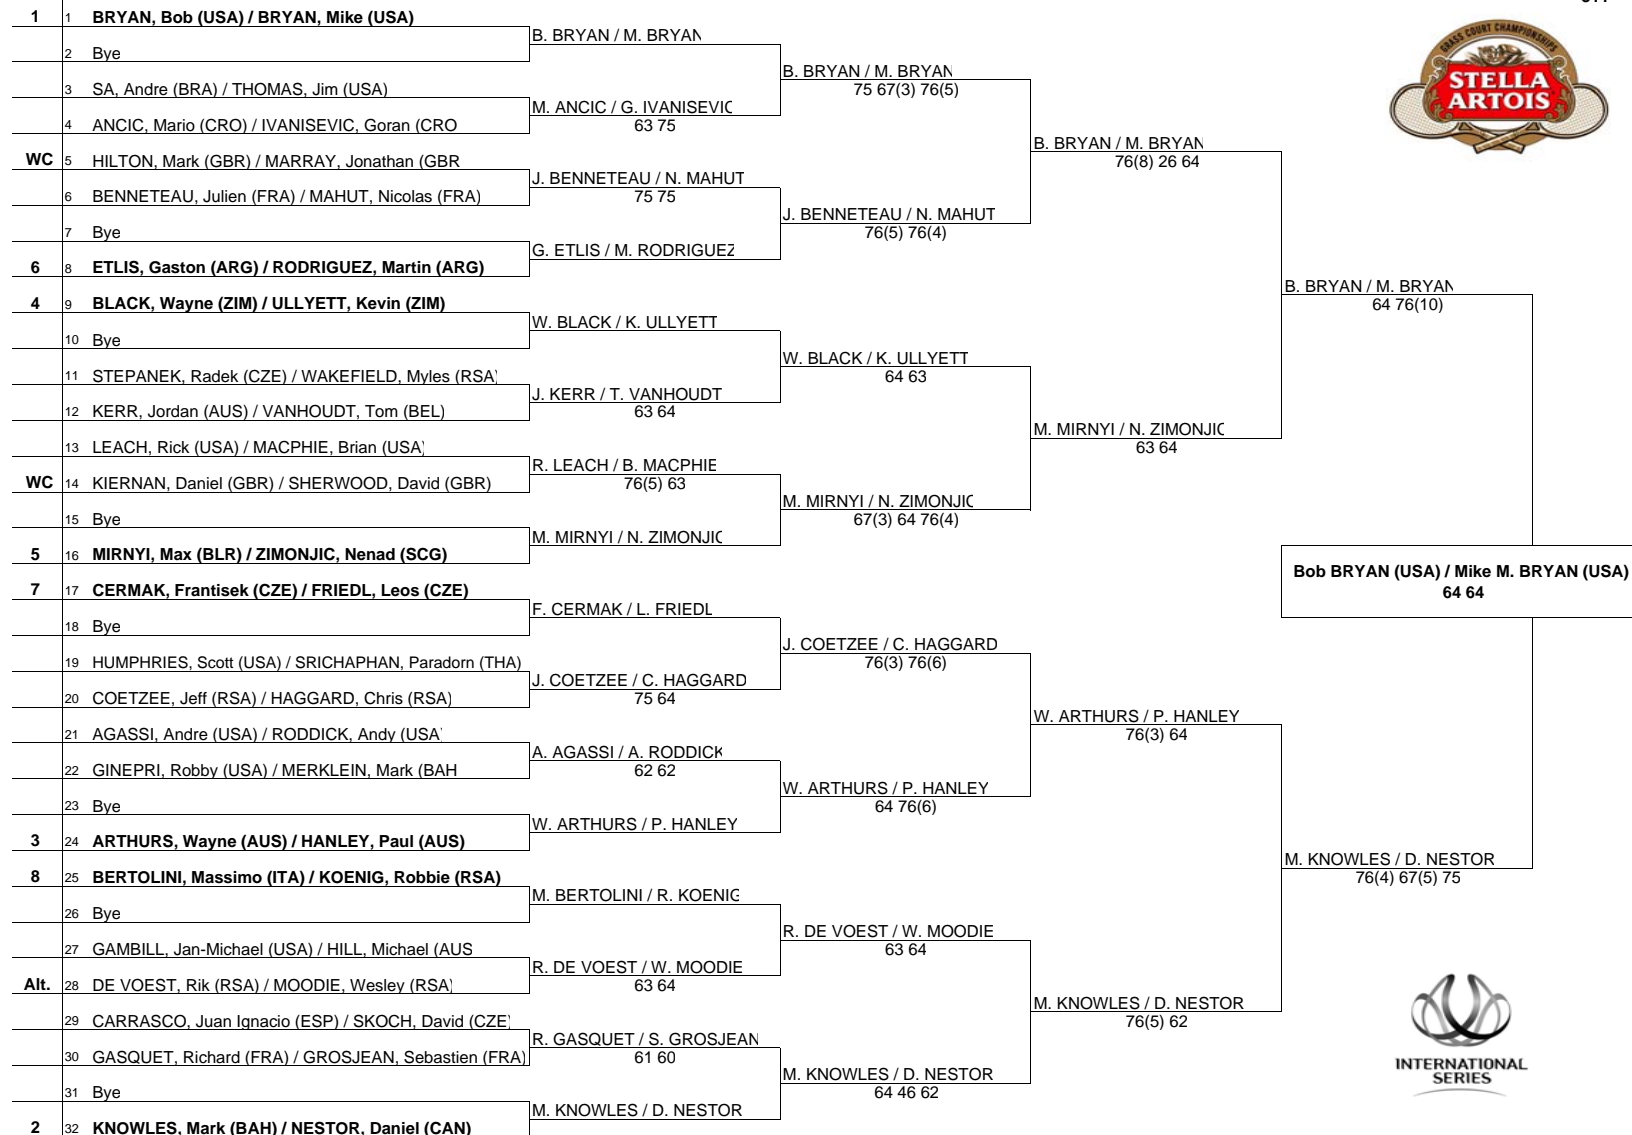 1 1 BRYAN, Bob (USA) / BRYAN, Mike (USA)
2 Bye
3 SA, Andre (BRA) / THOMAS, Jim (USA)
4 ANCIC, Mario (CRO) / IVANISEVIC, Goran (CRO
WC 5 HILTON, Mark (GBR) / MARRAY, Jonathan (GBR
6 BENNETEAU, Julien (FRA) / MAHUT, Nicolas (FRA)
7 Bye
6 8 ETLIS, Gaston (ARG) / RODRIGUEZ, Martin (ARG)
4 9 BLACK, Wayne (ZIM) / ULLYETT, Kevin (ZIM)
10 Bye
11 STEPANEK, Radek (CZE) / WAKEFIELD, Myles (RSA)
12 KERR, Jordan (AUS) / VANHOUDT, Tom (BEL)
13 LEACH, Rick (USA) / MACPHIE, Brian (USA)
WC 14 KIERNAN, Daniel (GBR) / SHERWOOD, David (GBR)
15 Bye
5 16 MIRNYI, Max (BLR) / ZIMONJIC, Nenad (SCG)
7 17 CERMAK, Frantisek (CZE) / FRIEDL, Leos (CZE)
18 Bye
19 HUMPHRIES, Scott (USA) / SRICHAPHAN, Paradorn (THA)
20 COETZEE, Jeff (RSA) / HAGGARD, Chris (RSA)
21 AGASSI, Andre (USA) / RODDICK, Andy (USA)
22 GINEPRI, Robby (USA) / MERKLEIN, Mark (BAH
23 Bye
3 24 ARTHURS, Wayne (AUS) / HANLEY, Paul (AUS)
8 25 BERTOLINI, Massimo (ITA) / KOENIG, Robbie (RSA)
26 Bye
27 GAMBILL, Jan-Michael (USA) / HILL, Michael (AUS
Alt. 28 DE VOEST, Rik (RSA) / MOODIE, Wesley (RSA)
29 CARRASCO, Juan Ignacio (ESP) / SKOCH, David (CZE)
30 GASQUET, Richard (FRA) / GROSJEAN, Sebastien (FRA)
31 Bye
2 32 KNOWLES, Mark (BAH) / NESTOR, Daniel (CAN)
B. BRYAN / M. BRYAN
M. ANCIC / G. IVANISEVIC
63 75
J. BENNETEAU / N. MAHUT
75 75
G. ETLIS / M. RODRIGUEZ
W. BLACK / K. ULLYETT
J. KERR / T. VANHOUDT
63 64
R. LEACH / B. MACPHIE
76(5) 63
M. MIRNYI / N. ZIMONJIC
F. CERMAK / L. FRIEDL
J. COETZEE / C. HAGGARD
75 64
A. AGASSI / A. RODDICK
62 62
W. ARTHURS / P. HANLEY
M. BERTOLINI / R. KOENIG
R. DE VOEST / W. MOODIE
63 64
R. GASQUET / S. GROSJEAN
61 60
M. KNOWLES / D. NESTOR
B. BRYAN / M. BRYAN
75 67(3) 76(5)
J. BENNETEAU / N. MAHUT
76(5) 76(4)
W. BLACK / K. ULLYETT
64 63
M. MIRNYI / N. ZIMONJIC
67(3) 64 76(4)
J. COETZEE / C. HAGGARD
76(3) 76(6)
W. ARTHURS / P. HANLEY
64 76(6)
R. DE VOEST / W. MOODIE
63 64
M. KNOWLES / D. NESTOR
64 46 62
B. BRYAN / M. BRYAN
76(8) 26 64
M. MIRNYI / N. ZIMONJIC
63 64
W. ARTHURS / P. HANLEY
76(3) 64
M. KNOWLES / D. NESTOR
76(5) 62
B. BRYAN / M. BRYAN
64 76(10)
M. KNOWLES / D. NESTOR
76(4) 67(5) 75
Bob BRYAN (USA) / Mike M. BRYAN (USA)
64 64
GRASS COURT CHAMPIONSHIPS
STELLA
ARTOIS
INTERNATIONAL
SERIES